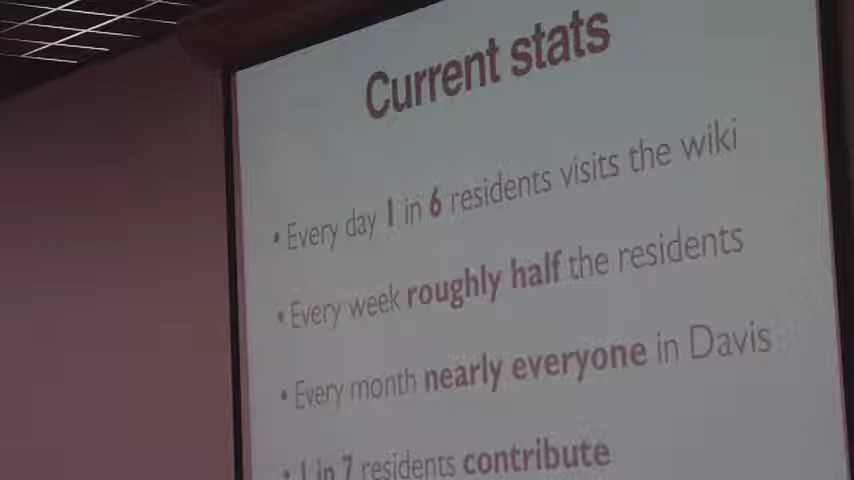 Current stats
• Every day 1 in 6 residents visits the wiki
• Every week roughly half the residents
• Every month nearly everyone in Davis
• 1 in 7 residents contribute